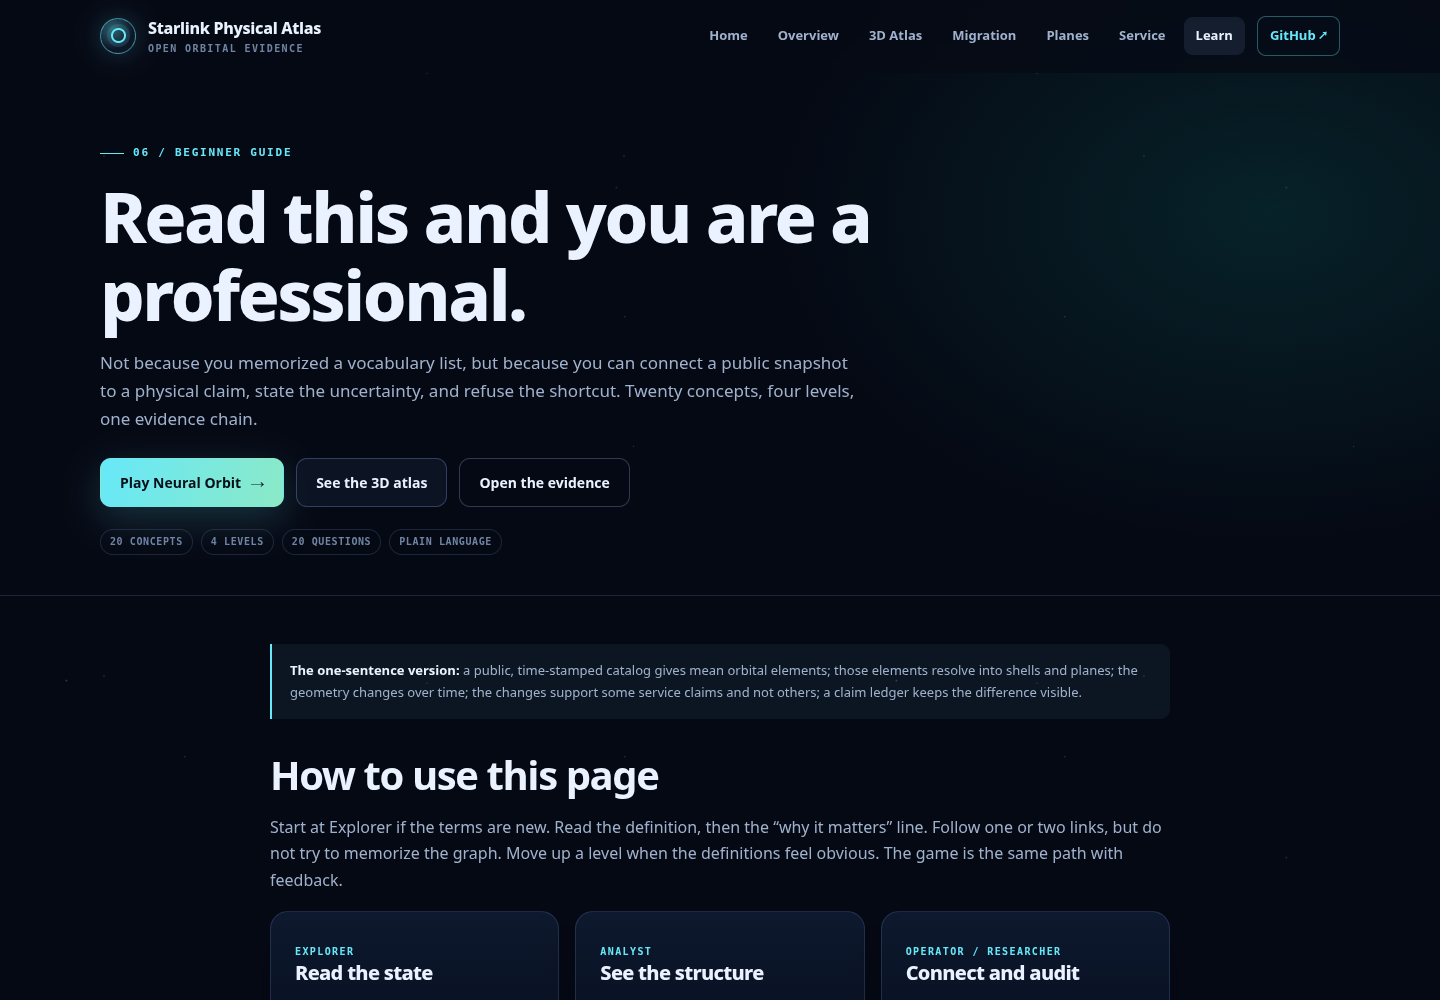 Starlink Physical Atlas
OPEN ORBITAL EVIDENCE
Home Overview 3D Atlas Migration Planes Service Learn GitHub ↗
06 / BEGINNER GUIDE
Read this and you are a
professional.
Not because you memorized a vocabulary list, but because you can connect a public snapshot
to a physical claim, state the uncertainty, and refuse the shortcut. Twenty concepts, four levels,
one evidence chain.
Play Neural Orbit → See the 3D atlas Open the evidence
20 CONCEPTS 4 LEVELS 20 QUESTIONS PLAIN LANGUAGE
The one-sentence version: a public, time-stamped catalog gives mean orbital elements; those elements resolve into shells and planes; the
geometry changes over time; the changes support some service claims and not others; a claim ledger keeps the difference visible.
How to use this page
Start at Explorer if the terms are new. Read the definition, then the “why it matters” line. Follow one or two links, but do
not try to memorize the graph. Move up a level when the definitions feel obvious. The game is the same path with
feedback.
EXPLORER
Read the state
ANALYST
See the structure
OPERATOR / RESEARCHER
Connect and audit